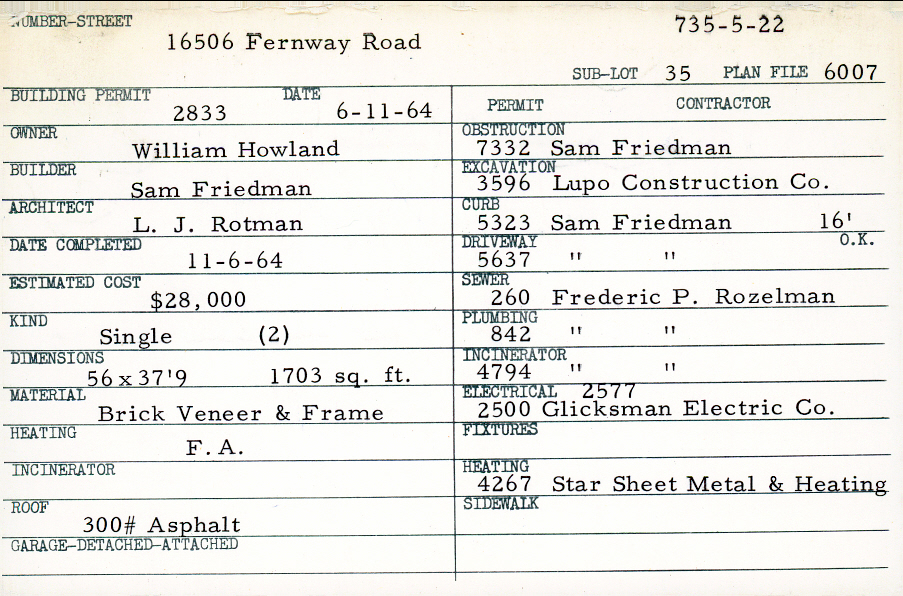 NUMBER-STREET
735-5-22
16506 Fernway Road
SUB-LOT 35 PLAN FILE 6007
BUILDING PERMIT DATE
2833 6-11-64
OWNER
William Howland
BUILDER
Sam Friedman
ARCHITECT
L. J. Rotman
DATE COMPLETED
11-6-64
ESTIMATED COST
$28,000
KIND
Single (2)
DIMENSIONS
56 x 37'9 1703 sq. ft.
MATERIAL
Brick Veneer & Frame
HEATING
F. A.
INCINERATOR
ROOF
300# Asphalt
GARAGE-DETACHED-ATTACHED
PERMIT CONTRACTOR
OBSTRUCTION
7332 Sam Friedman
EXCAVATION
3596 Lupo Construction Co.
CURB
5323 Sam Friedman 16'
DRIVEWAY O.K.
5637 " "
SEWER
260 Frederic P. Rozelman
PLUMBING
842 " "
INCINERATOR
4794 " "
ELECTRICAL 2577
2500 Glicksman Electric Co.
FIXTURES
HEATING
4267 Star Sheet Metal & Heating
SIDEWALK